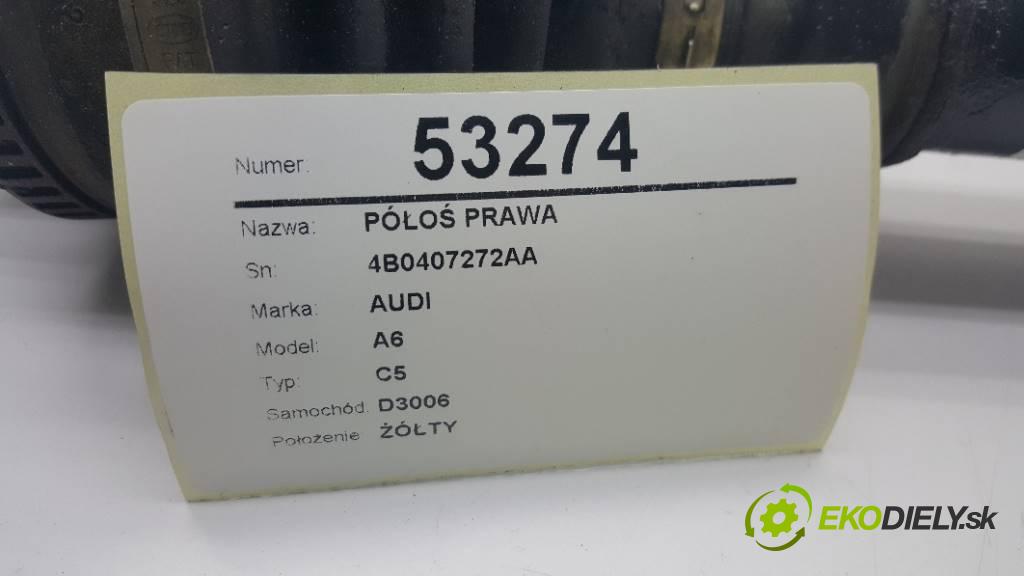 Numer: 53274
Nazwa: PÓŁOŚ PRAWA
Sn: 4B0407272AA
Marka: AUDI
Model: A6
Typ: C5
Samochód. D3006
Położenie ŻÓŁTY
EKODIELY.sk